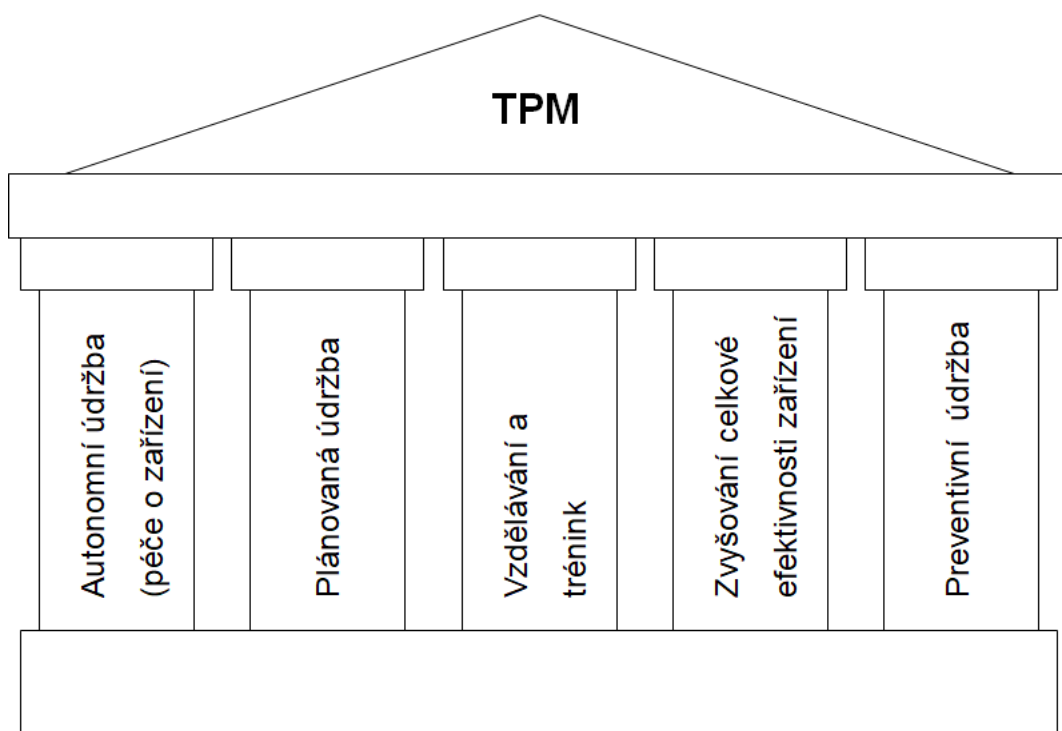 TPM
Autonomní údržba
(péče o zařízení)
Plánovaná údržba
Vzdělávání a
trénink
Zvyšování celkové
efektivnosti zařízení
Preventivní údržba